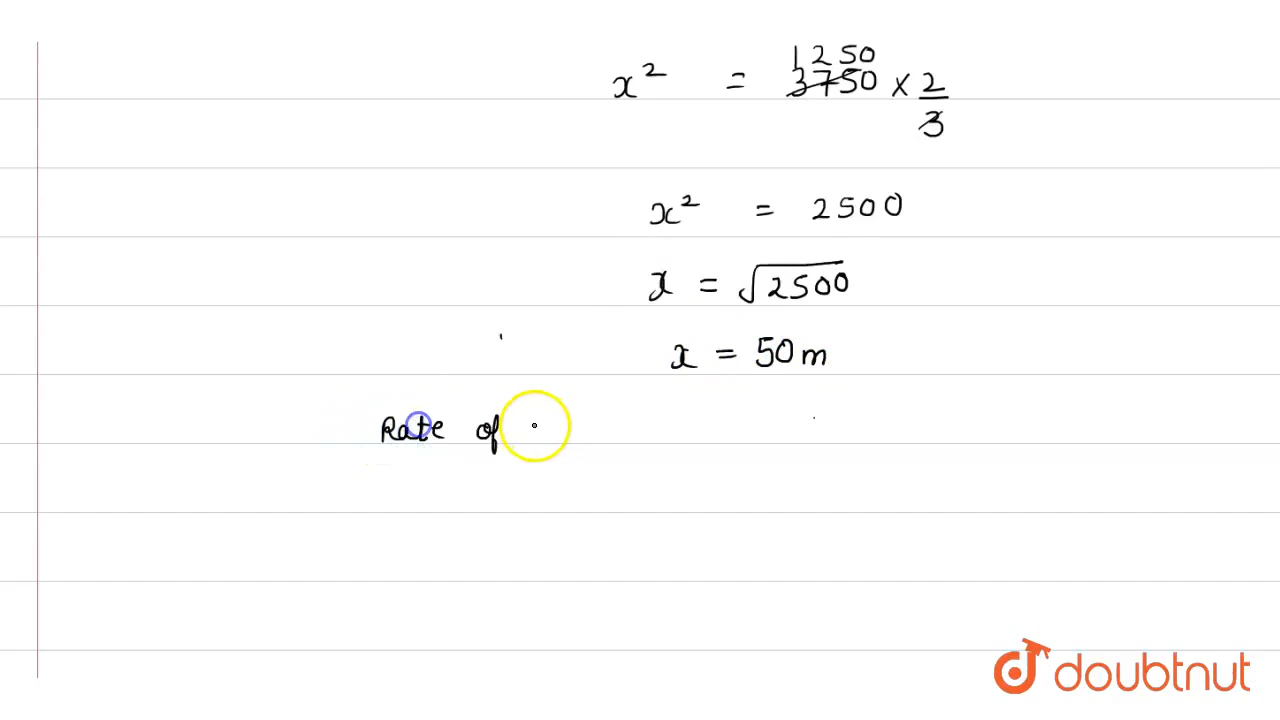 1250
x² = 3750 × 2/3
x² = 2500
x = √2500
x = 50 m
Rate of
doubtnut